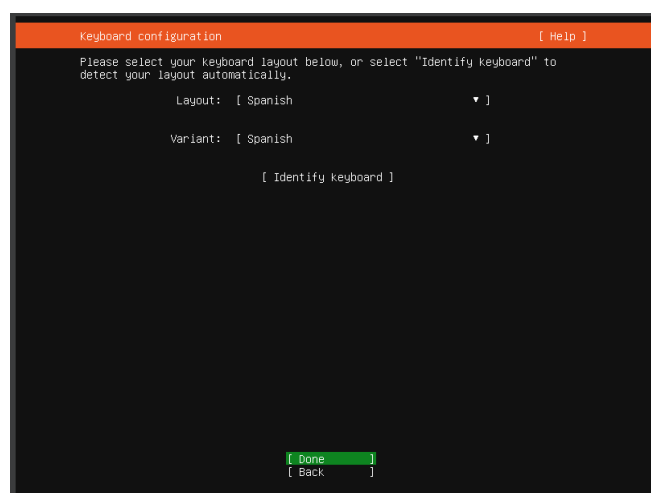 Keyboard configuration [ Help ]
Please select your keyboard layout below, or select "Identify keyboard" to
detect your layout automatically.
Layout: [ Spanish ▾ ]
Variant: [ Spanish ▾ ]
[ Identify keyboard ]
[ Done ]
[ Back ]